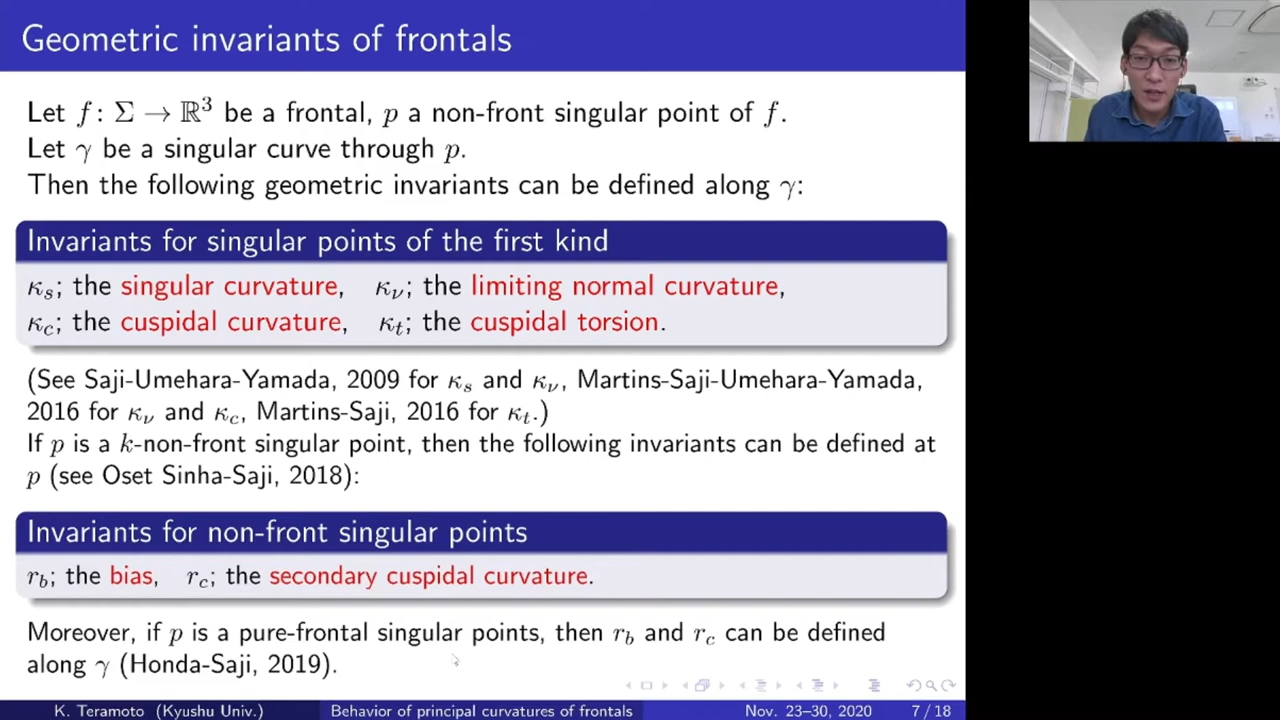 Geometric invariants of frontals
Let f: Σ → ℝ³ be a frontal, p a non-front singular point of f.
Let γ be a singular curve through p.
Then the following geometric invariants can be defined along γ:
Invariants for singular points of the first kind
κₛ; the singular curvature, κ_ν; the limiting normal curvature,
κ_c; the cuspidal curvature, κₜ; the cuspidal torsion.
(See Saji-Umehara-Yamada, 2009 for κₛ and κ_ν, Martins-Saji-Umehara-Yamada,
2016 for κ_ν and κ_c, Martins-Saji, 2016 for κₜ.)
If p is a k-non-front singular point, then the following invariants can be defined at
p (see Oset Sinha-Saji, 2018):
Invariants for non-front singular points
r_b; the bias, r_c; the secondary cuspidal curvature.
Moreover, if p is a pure-frontal singular points, then r_b and r_c can be defined
along γ (Honda-Saji, 2019).
K. Teramoto (Kyushu Univ.) Behavior of principal curvatures of frontals Nov. 23–30, 2020 7 / 18